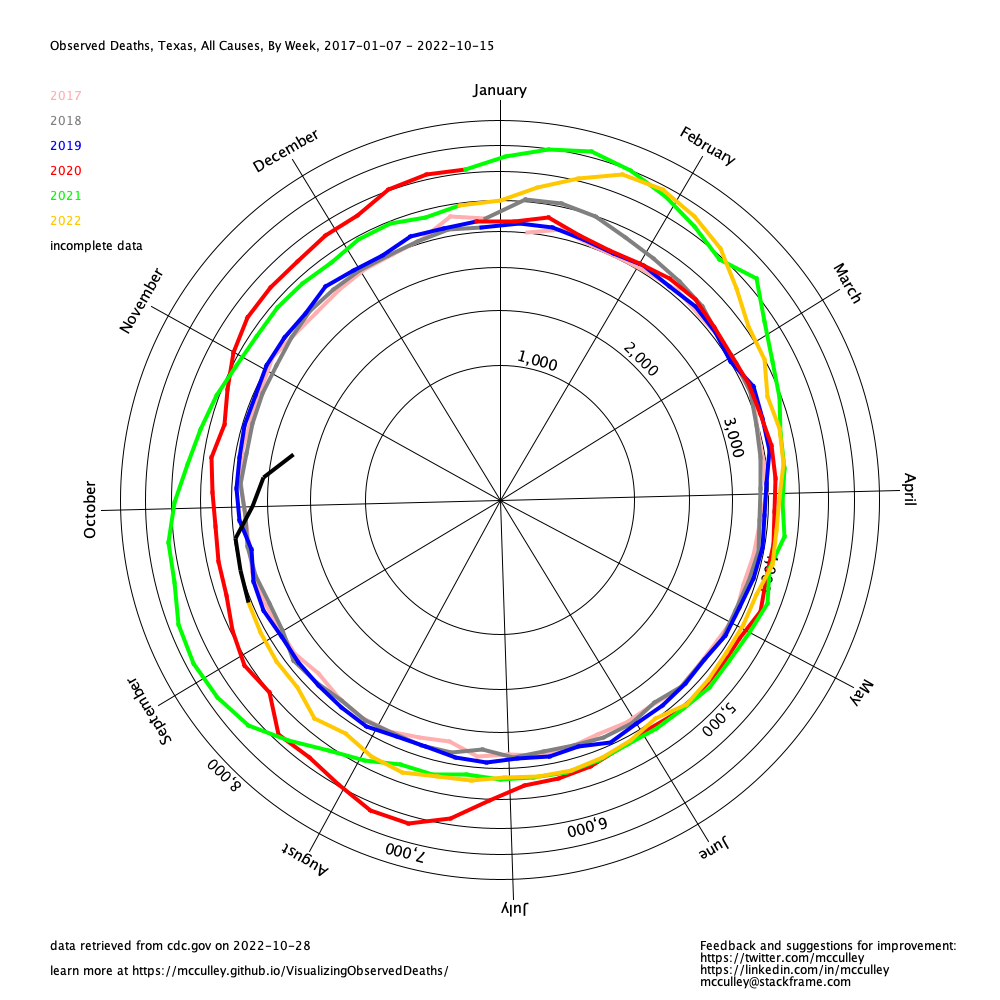 Observed Deaths, Texas, All Causes, By Week, 2017-01-07 - 2022-10-15
2017
2018
2019
2020
2021
2022
incomplete data
January
February
March
April
May
June
July
August
September
October
November
December
1,000
2,000
3,000
5,000
6,000
7,000
8,000
data retrieved from cdc.gov on 2022-10-28
learn more at https://mcculley.github.io/VisualizingObservedDeaths/
Feedback and suggestions for improvement:
https://twitter.com/mcculley
https://linkedin.com/in/mcculley
mcculley@stackframe.com